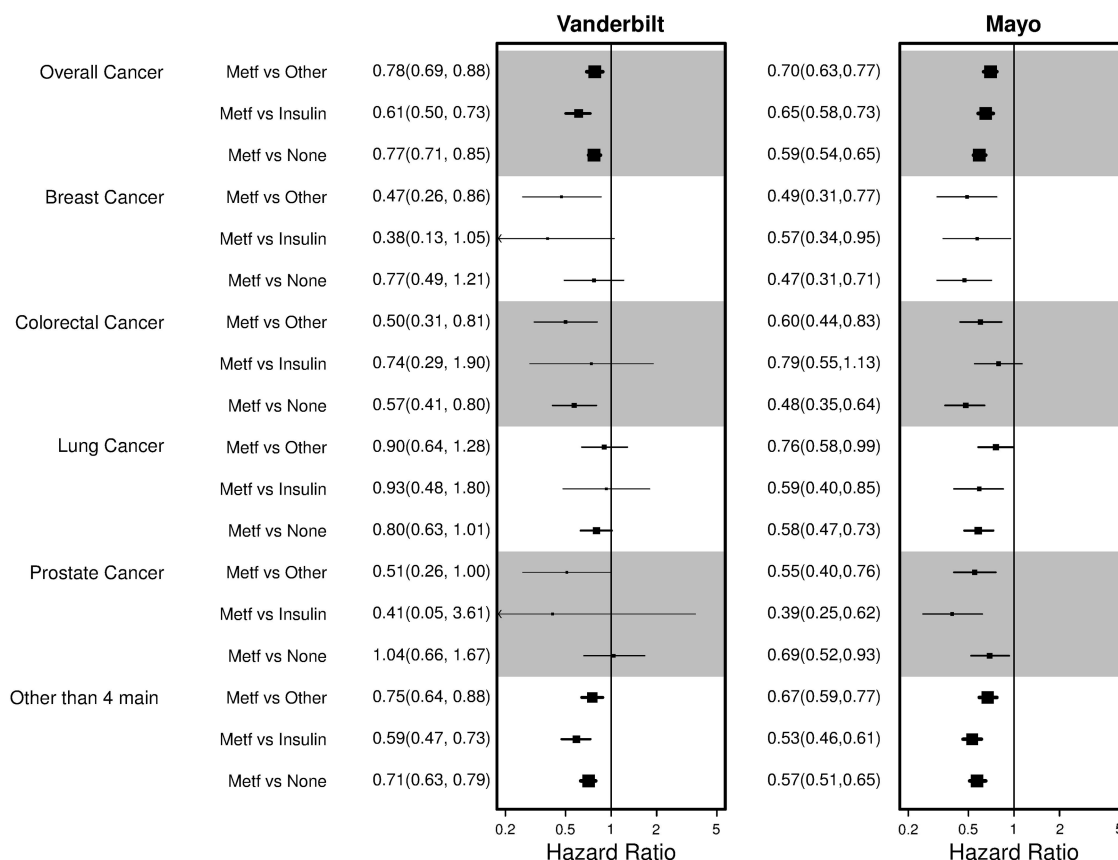 Vanderbilt Mayo
Overall Cancer Metf vs Other 0.78(0.69, 0.88) 0.70(0.63,0.77)
Metf vs Insulin 0.61(0.50, 0.73) 0.65(0.58,0.73)
Metf vs None 0.77(0.71, 0.85) 0.59(0.54,0.65)
Breast Cancer Metf vs Other 0.47(0.26, 0.86) 0.49(0.31,0.77)
Metf vs Insulin 0.38(0.13, 1.05) 0.57(0.34,0.95)
Metf vs None 0.77(0.49, 1.21) 0.47(0.31,0.71)
Colorectal Cancer Metf vs Other 0.50(0.31, 0.81) 0.60(0.44,0.83)
Metf vs Insulin 0.74(0.29, 1.90) 0.79(0.55,1.13)
Metf vs None 0.57(0.41, 0.80) 0.48(0.35,0.64)
Lung Cancer Metf vs Other 0.90(0.64, 1.28) 0.76(0.58,0.99)
Metf vs Insulin 0.93(0.48, 1.80) 0.59(0.40,0.85)
Metf vs None 0.80(0.63, 1.01) 0.58(0.47,0.73)
Prostate Cancer Metf vs Other 0.51(0.26, 1.00) 0.55(0.40,0.76)
Metf vs Insulin 0.41(0.05, 3.61) 0.39(0.25,0.62)
Metf vs None 1.04(0.66, 1.67) 0.69(0.52,0.93)
Other than 4 main Metf vs Other 0.75(0.64, 0.88) 0.67(0.59,0.77)
Metf vs Insulin 0.59(0.47, 0.73) 0.53(0.46,0.61)
Metf vs None 0.71(0.63, 0.79) 0.57(0.51,0.65)
0.2 0.5 1 2 5 0.2 0.5 1 2 5
Hazard Ratio Hazard Ratio